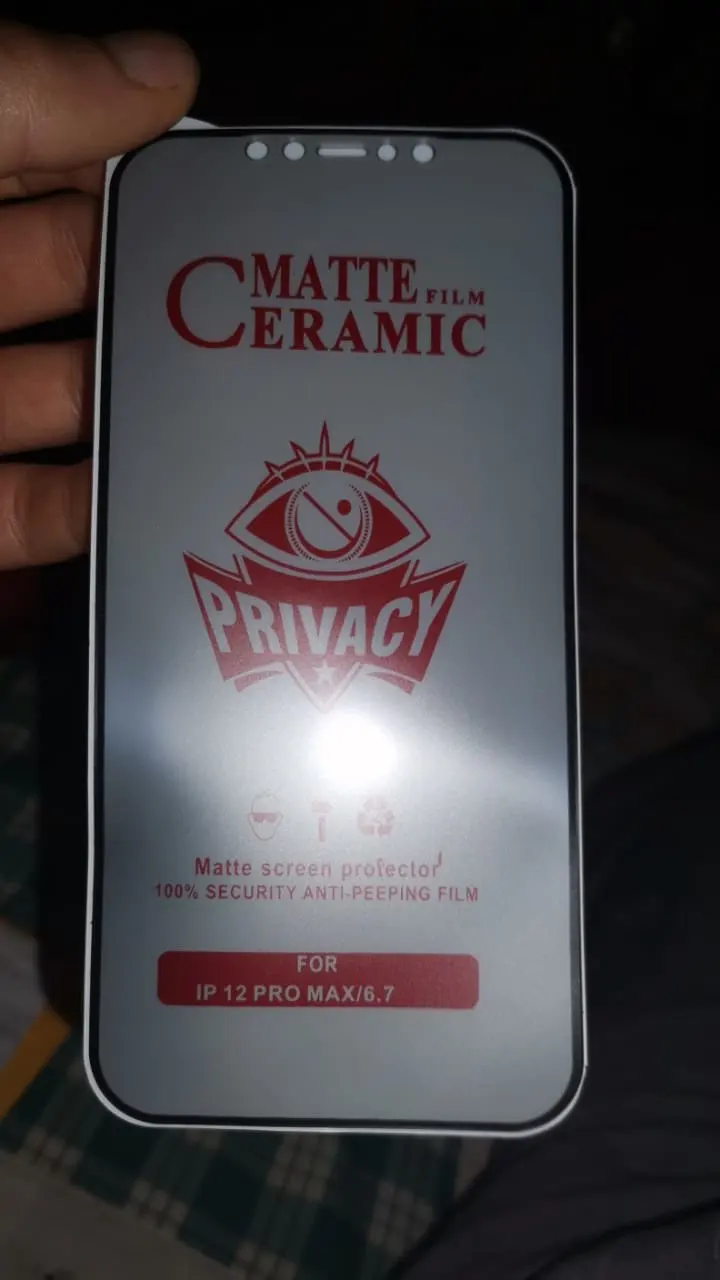 MATTE FILM
CERAMIC
PRIVACY
Matte screen protector
100% SECURITY ANTI-PEEPING FILM
FOR
IP 12 PRO MAX/6.7